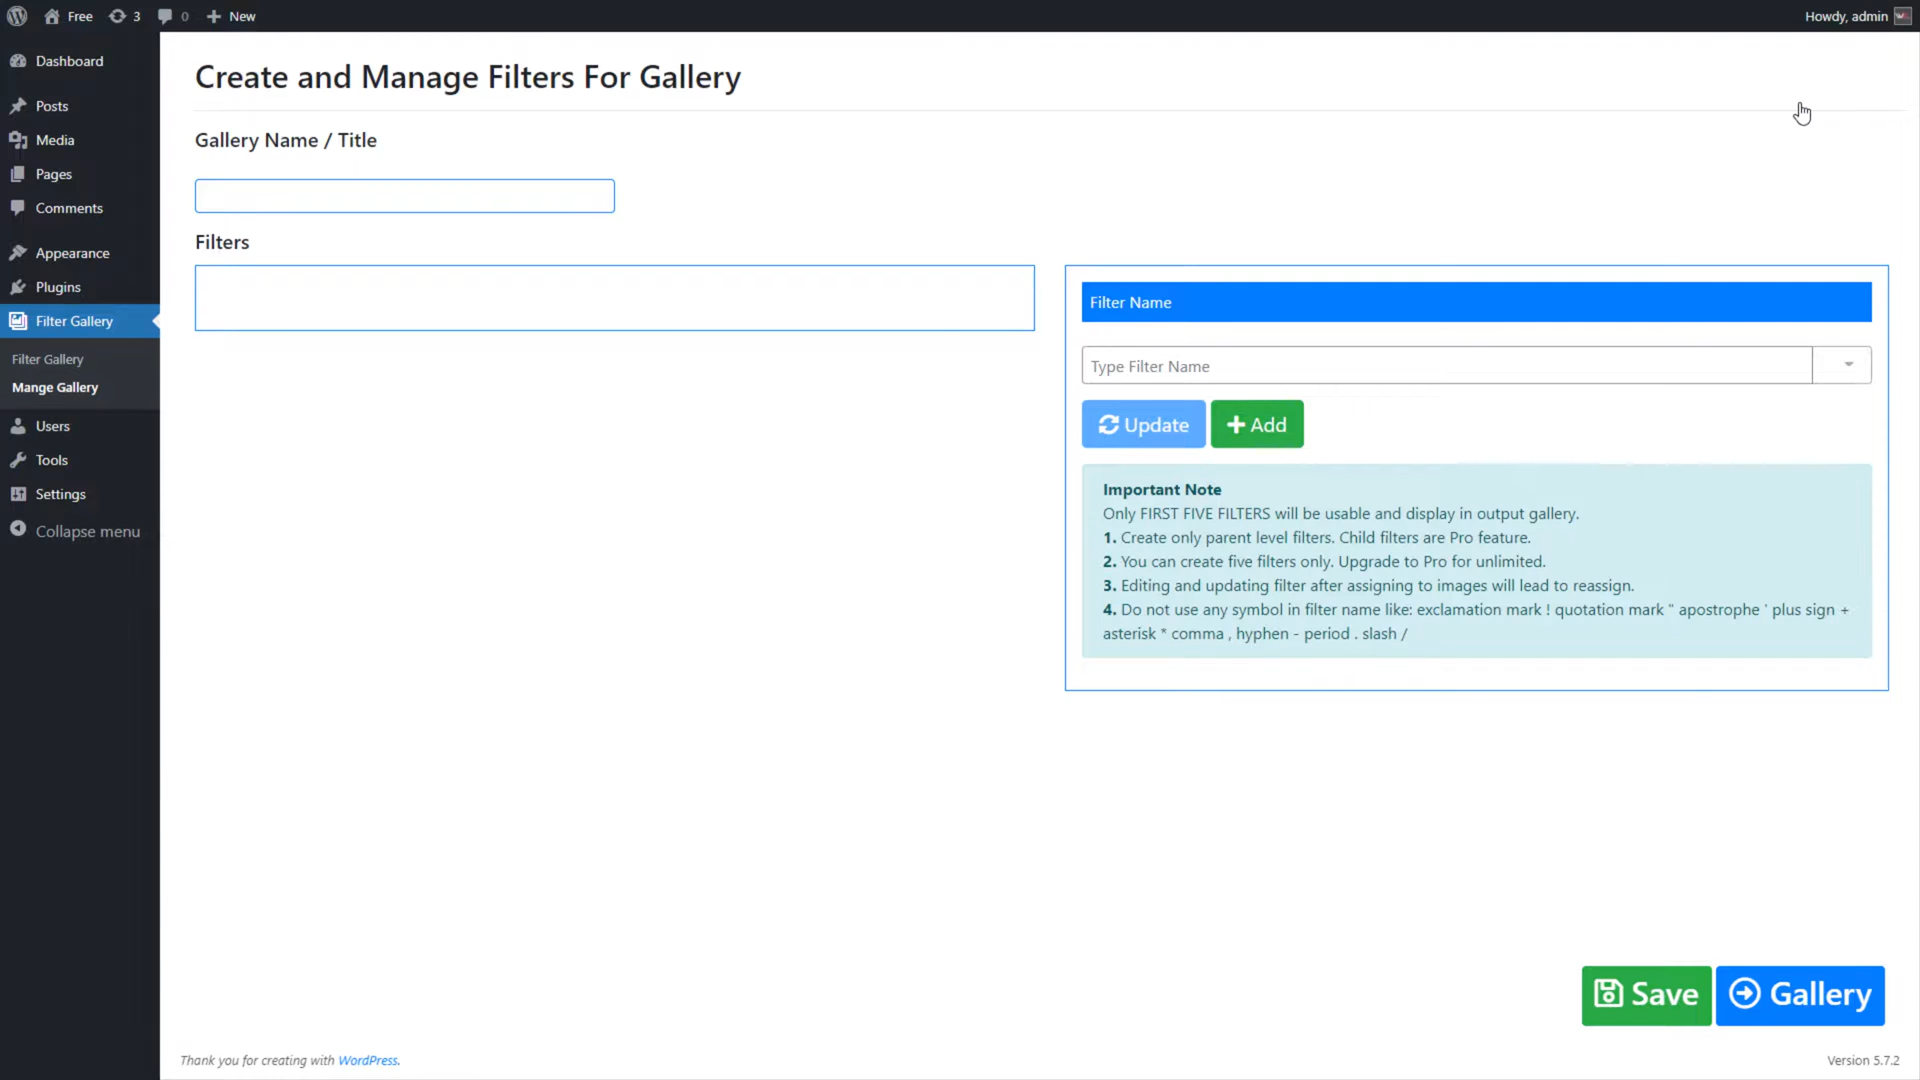 Free 3 0 New Howdy, admin
Dashboard
Posts
Media
Pages
Comments
Appearance
Plugins
Filter Gallery
Filter Gallery
Mange Gallery
Users
Tools
Settings
Collapse menu
Create and Manage Filters For Gallery
Gallery Name / Title
Filters
Filter Name
Type Filter Name
Update Add
Important Note
Only FIRST FIVE FILTERS will be usable and display in output gallery.
1. Create only parent level filters. Child filters are Pro feature.
2. You can create five filters only. Upgrade to Pro for unlimited.
3. Editing and updating filter after assigning to images will lead to reassign.
4. Do not use any symbol in filter name like: exclamation mark ! quotation mark " apostrophe ' plus sign +
asterisk * comma , hyphen - period . slash /
Save Gallery
Thank you for creating with WordPress. Version 5.7.2